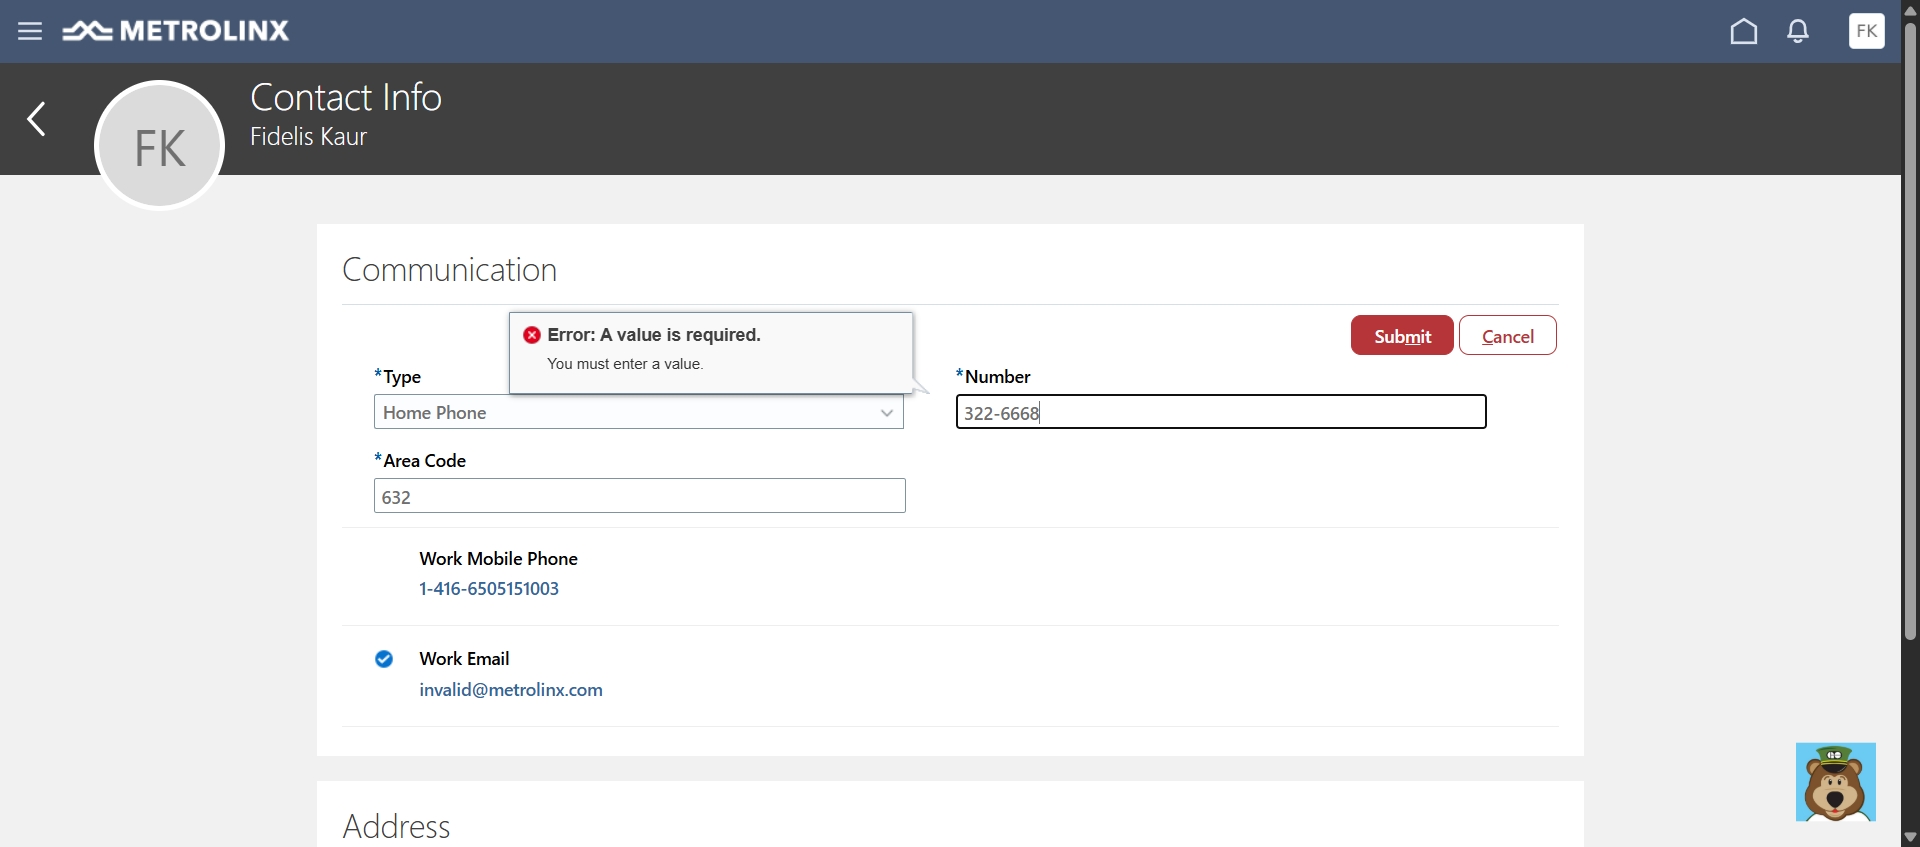 METROLINX
FK
FK
Contact Info
Fidelis Kaur
Communication
Error: A value is required.
You must enter a value.
Submit
Cancel
*Type
Home Phone
*Number
322-6668
*Area Code
632
Work Mobile Phone
1-416-6505151003
Work Email
invalid@metrolinx.com
Address